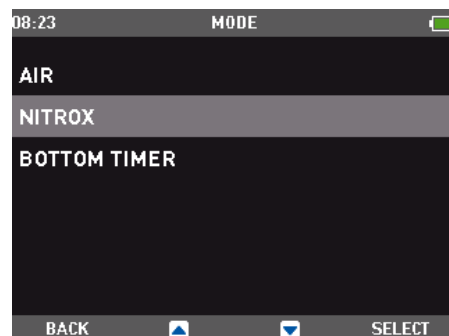 08:23 MODE
AIR
NITROX
BOTTOM TIMER
BACK SELECT